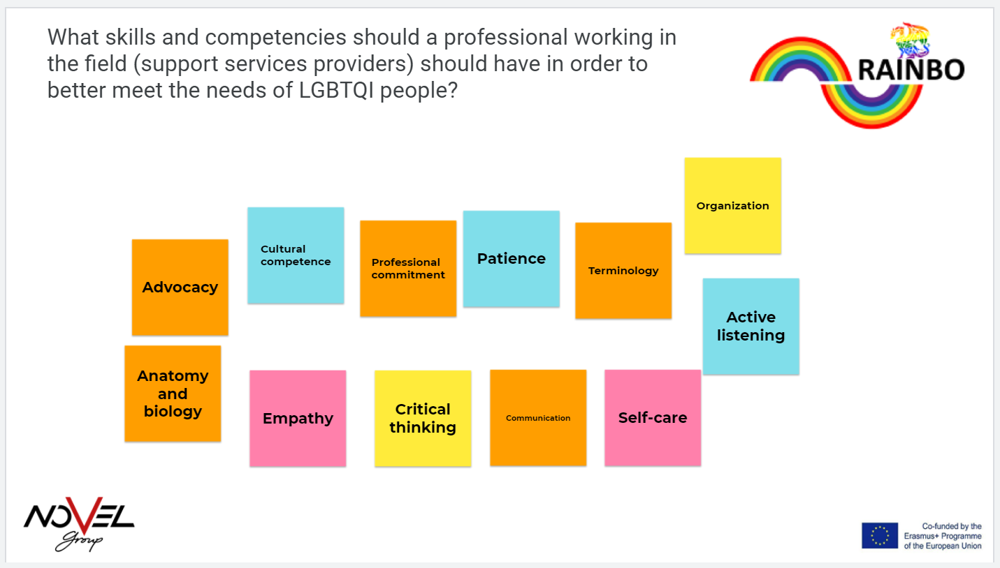 What skills and competencies should a professional working in
the field (support services providers) should have in order to
better meet the needs of LGBTQI people?
RAINBO
Organization
Cultural
competence
Professional
commitment
Patience
Terminology
Advocacy
Active
listening
Anatomy
and
biology
Empathy
Critical
thinking
Communication
Self-care
NOVEL
Group
Co-funded by the
Erasmus+ Programme
of the European Union